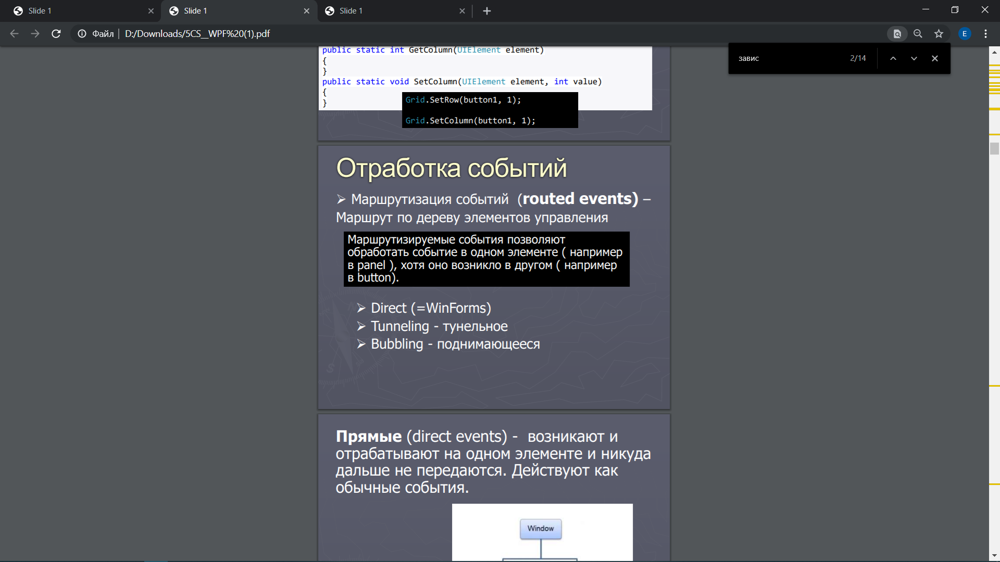 Slide 1
Slide 1
Slide 1
Файл
D:/Downloads/5CS__WPF%20(1).pdf
E
завис
2/14
public static int GetColumn(UIElement element)
{
}
public static void SetColumn(UIElement element, int value)
{
}
Grid.SetRow(button1, 1);
Grid.SetColumn(button1, 1);
Отработка событий
Маршрутизация событий (routed events) –
Маршрут по дереву элементов управления
Маршрутизируемые события позволяют
обработать событие в одном элементе ( например
в panel ), хотя оно возникло в другом ( например
в button).
Direct (=WinForms)
Tunneling - тунельное
Bubbling - поднимающееся
Прямые (direct events) - возникают и
отрабатывают на одном элементе и никуда
дальше не передаются. Действуют как
обычные события.
Window